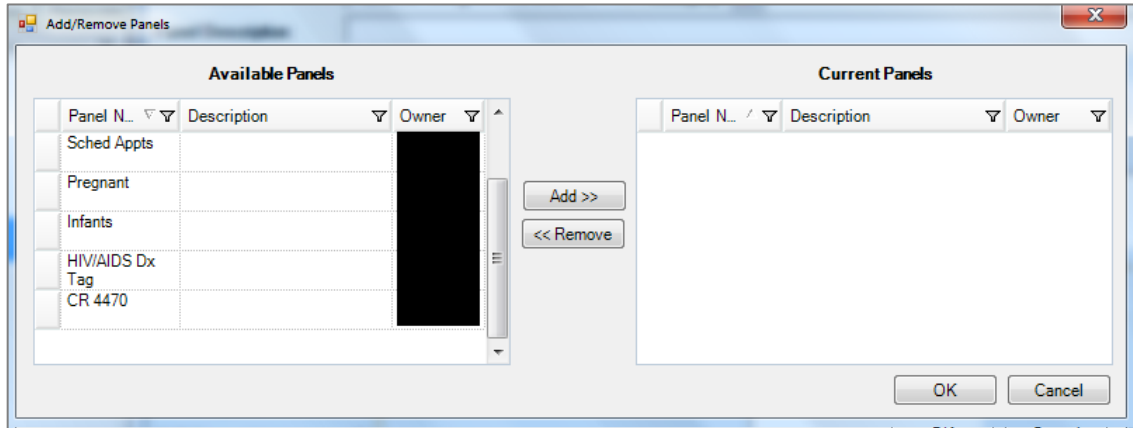 Add/Remove Panels
Available Panels
Current Panels
Panel N... Description Owner
Panel N... Description Owner
Sched Appts
Pregnant
Infants
HIV/AIDS Dx
Tag
CR 4470
Add >>
<< Remove
OK Cancel